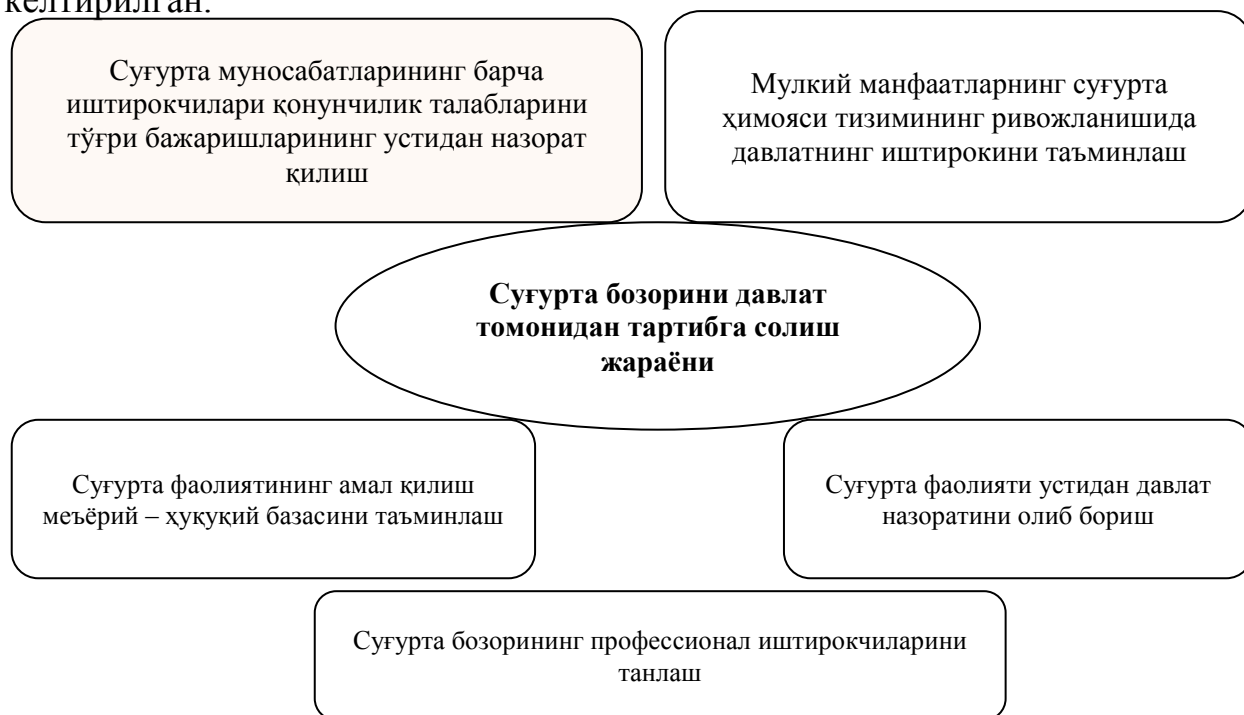 келтирилган.
Суғурта муносабатларининг барча
иштирокчилари қонунчилик талабларини
тўғри бажаришларининг устидан назорат
қилиш
Мулкий манфаатларнинг суғурта
ҳимояси тизимининг ривожланишида
давлатнинг иштирокини таъминлаш
Суғурта бозорини давлат
томонидан тартибга солиш
жараёни
Суғурта фаолиятининг амал қилиш
меъёрий – ҳуқуқий базасини таъминлаш
Суғурта фаолияти устидан давлат
назоратини олиб бориш
Суғурта бозорининг профессионал иштирокчиларини
танлаш